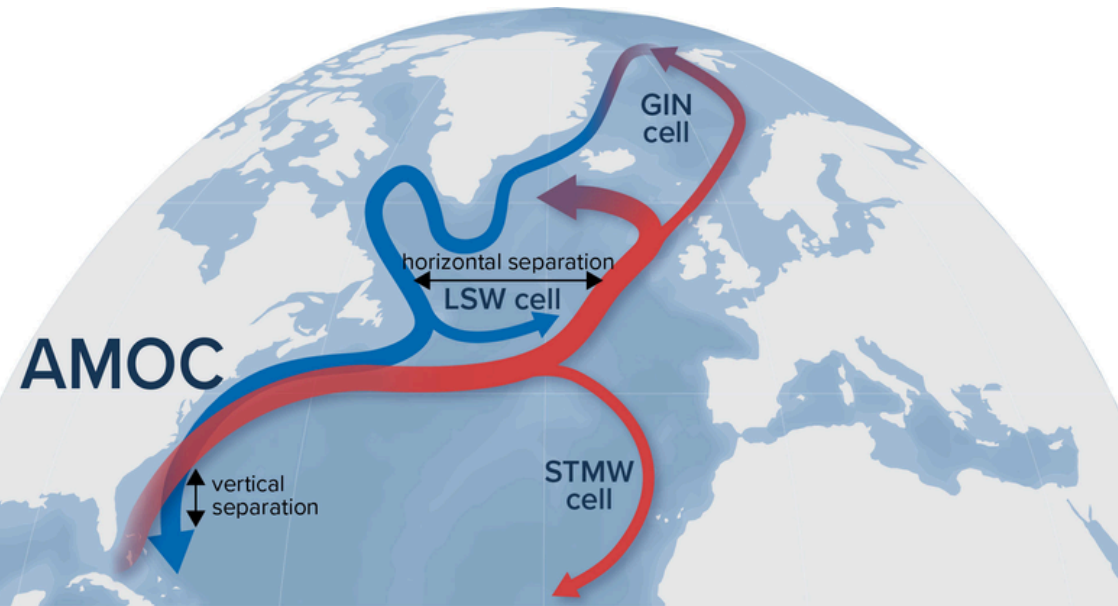 GIN
cell
horizontal separation
LSW cell
AMOC
STMW
cell
vertical
separation